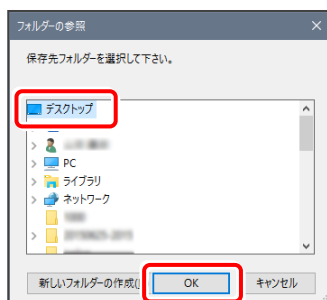 フォルダーの参照
保存先フォルダーを選択して下さい。
デスクトップ
PC
ライブラリ
ネットワーク
新しいフォルダーの作成(
OK
キャンセル